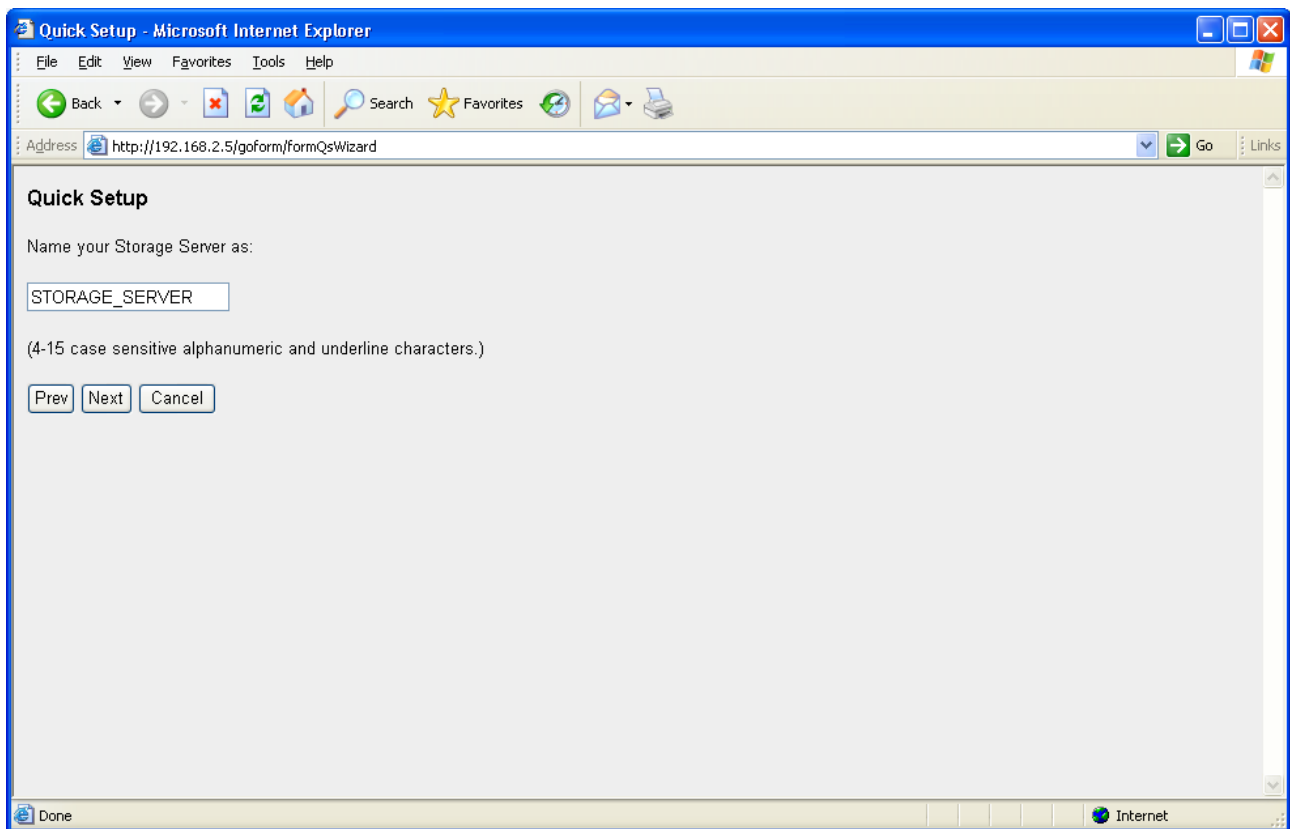 Quick Setup - Microsoft Internet Explorer
File Edit View Favorites Tools Help
Back Search Favorites
Address http://192.168.2.5/goform/formQsWizard Go Links
Quick Setup
Name your Storage Server as:
STORAGE_SERVER
(4-15 case sensitive alphanumeric and underline characters.)
Prev Next Cancel
Done Internet